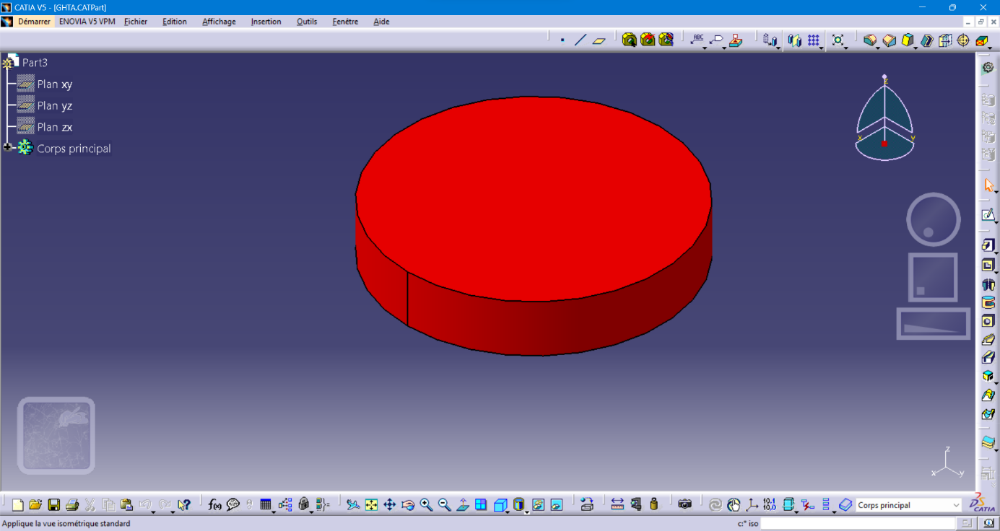 CATIA V5 - [GHTA.CATPart]
Démarrer ENOVIA V5 VPM Fichier Edition Affichage Insertion Outils Fenêtre Aide
ABC
Part3
Plan xy
Plan yz
Plan zx
Corps principal
z
x y
z
x y
f(x)
10,1
10,0
Corps principal
CATIA
Applique la vue isométrique standard
c:* iso